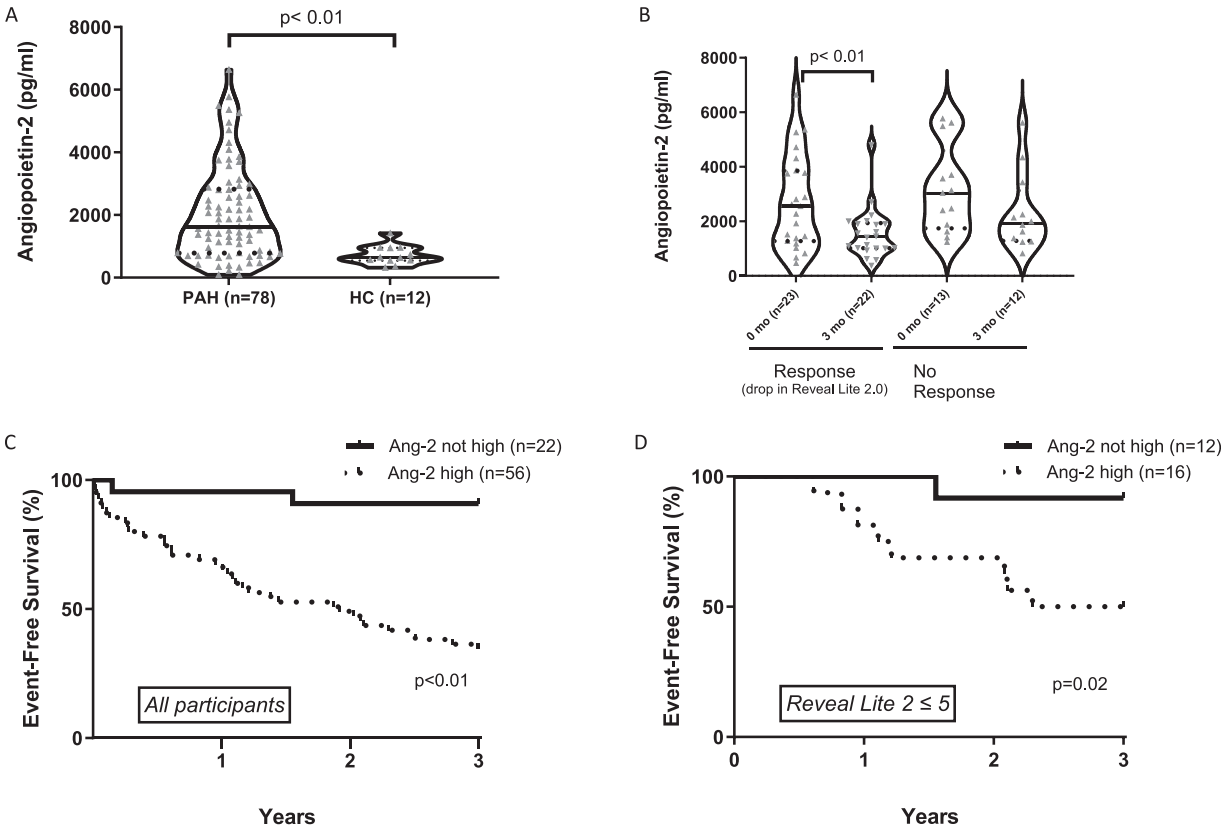 A
p< 0.01
Angiopoietin-2 (pg/ml)
8000
6000
4000
2000
0
PAH (n=78)
HC (n=12)
B
p< 0.01
Angiopoietin-2 (pg/ml)
8000
6000
4000
2000
0
0 mo (n=23)
3 mo (n=22)
0 mo (n=13)
3 mo (n=12)
Response
(drop in Reveal Lite 2.0)
No
Response
C
Ang-2 not high (n=22)
Ang-2 high (n=56)
Event-Free Survival (%)
100
50
0
1
2
3
p<0.01
All participants
Years
D
Ang-2 not high (n=12)
Ang-2 high (n=16)
Event-Free Survival (%)
100
50
0
0
1
2
3
p=0.02
Reveal Lite 2 ≤ 5
Years